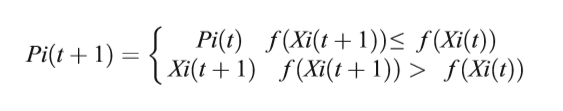 Pi(t + 1) = { Pi(t) f(Xi(t + 1))≤ f(Xi(t))
Xi(t + 1) f(Xi(t + 1)) > f(Xi(t))